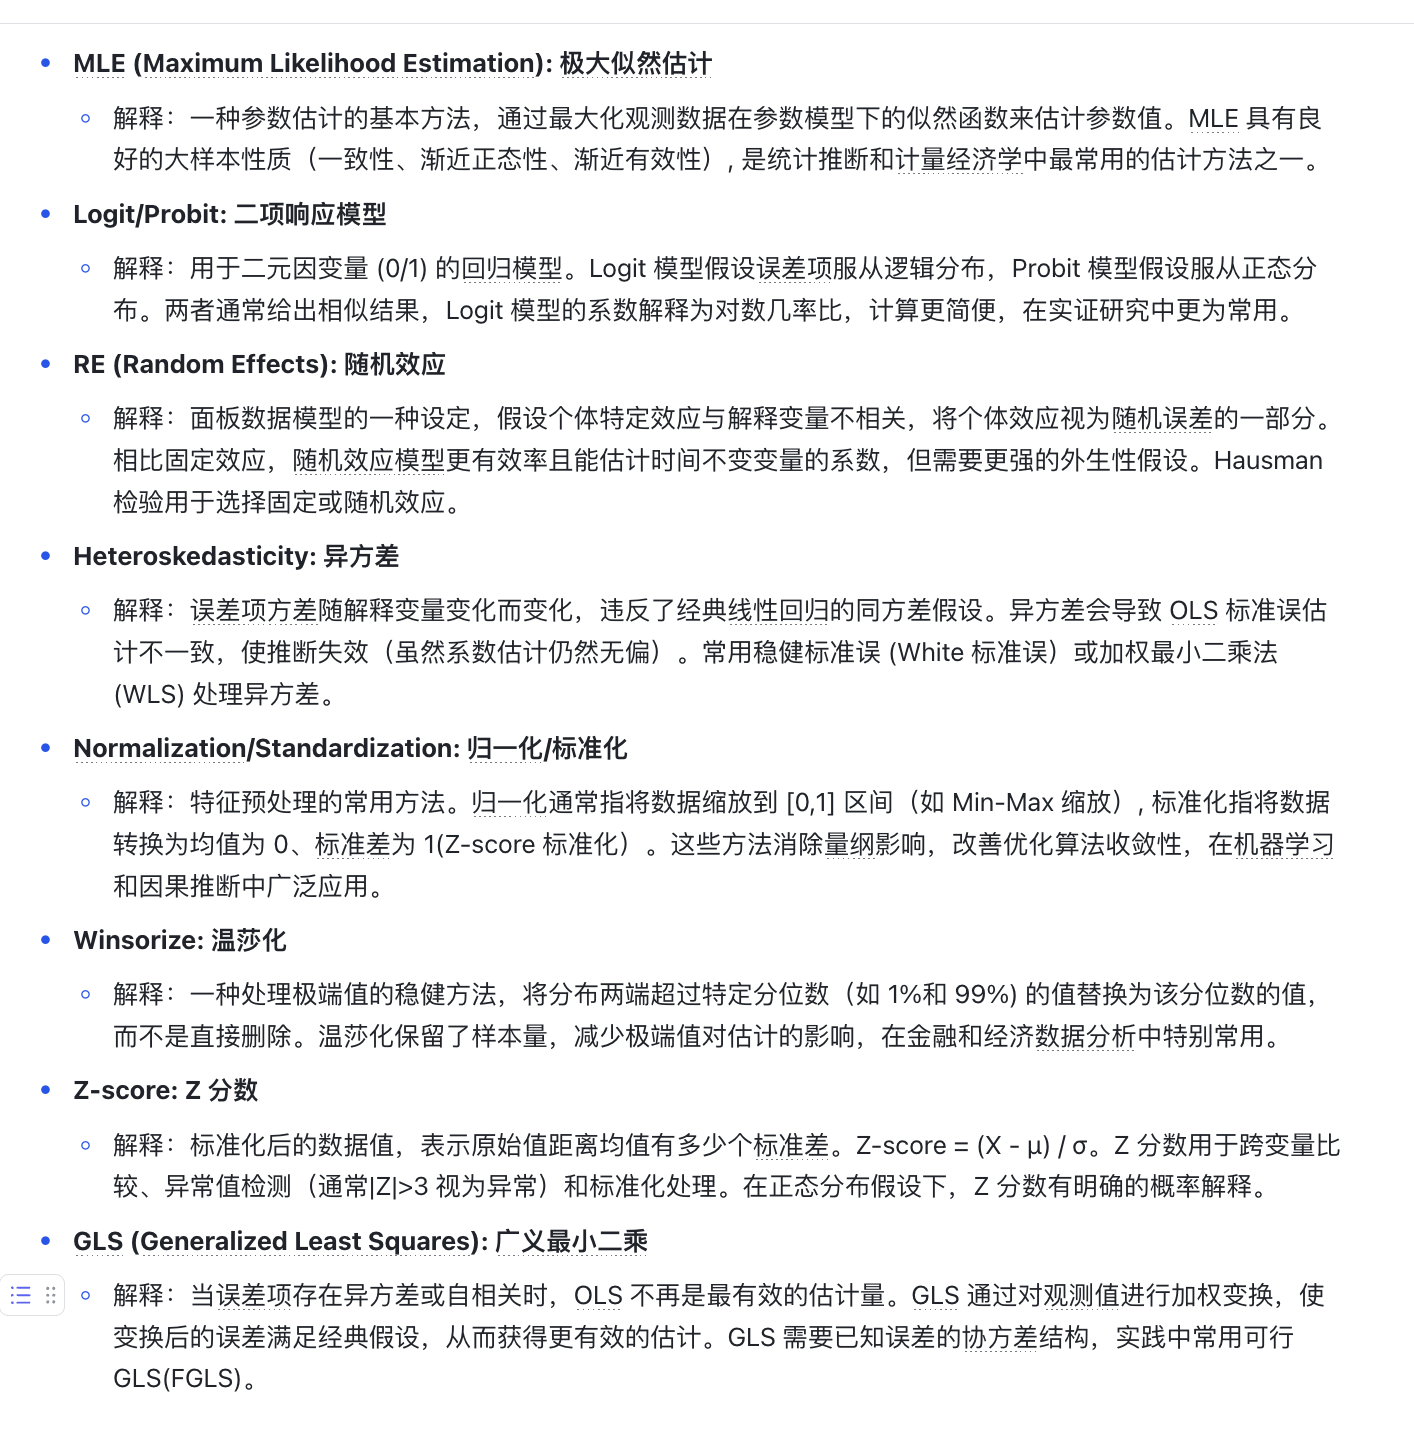 MLE (Maximum Likelihood Estimation): 极大似然估计
解释：一种参数估计的基本方法，通过最大化观测数据在参数模型下的似然函数来估计参数值。MLE 具有良
好的大样本性质（一致性、渐近正态性、渐近有效性）, 是统计推断和计量经济学中最常用的估计方法之一。
Logit/Probit: 二项响应模型
解释：用于二元因变量 (0/1) 的回归模型。Logit 模型假设误差项服从逻辑分布，Probit 模型假设服从正态分
布。两者通常给出相似结果，Logit 模型的系数解释为对数几率比，计算更简便，在实证研究中更为常用。
RE (Random Effects): 随机效应
解释：面板数据模型的一种设定，假设个体特定效应与解释变量不相关，将个体效应视为随机误差的一部分。
相比固定效应，随机效应模型更有效率且能估计时间不变变量的系数，但需要更强的外生性假设。Hausman
检验用于选择固定或随机效应。
Heteroskedasticity: 异方差
解释：误差项方差随解释变量变化而变化，违反了经典线性回归的同方差假设。异方差会导致 OLS 标准误估
计不一致，使推断失效（虽然系数估计仍然无偏）。常用稳健标准误 (White 标准误）或加权最小二乘法
(WLS) 处理异方差。
Normalization/Standardization: 归一化/标准化
解释：特征预处理的常用方法。归一化通常指将数据缩放到 [0,1] 区间（如 Min-Max 缩放）, 标准化指将数据
转换为均值为 0、标准差为 1(Z-score 标准化）。这些方法消除量纲影响，改善优化算法收敛性，在机器学习
和因果推断中广泛应用。
Winsorize: 温莎化
解释：一种处理极端值的稳健方法，将分布两端超过特定分位数（如 1%和 99%) 的值替换为该分位数的值，
而不是直接删除。温莎化保留了样本量，减少极端值对估计的影响，在金融和经济数据分析中特别常用。
Z-score: Z 分数
解释：标准化后的数据值，表示原始值距离均值有多少个标准差。Z-score = (X - μ) / σ。Z 分数用于跨变量比
较、异常值检测（通常|Z|>3 视为异常）和标准化处理。在正态分布假设下，Z 分数有明确的概率解释。
GLS (Generalized Least Squares): 广义最小二乘
解释：当误差项存在异方差或自相关时，OLS 不再是最有效的估计量。GLS 通过对观测值进行加权变换，使
变换后的误差满足经典假设，从而获得更有效的估计。GLS 需要已知误差的协方差结构，实践中常用可行
GLS(FGLS)。